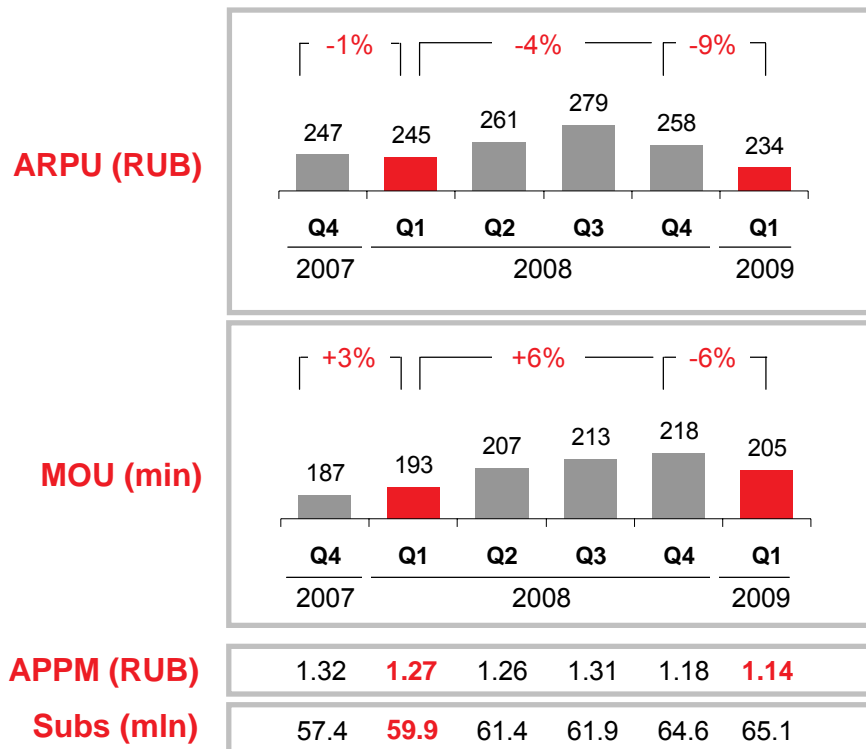 -1% -4% -9%
247 245 261 279 258 234
ARPU (RUB)
Q4 Q1 Q2 Q3 Q4 Q1
2007 2008 2009
+3% +6% -6%
187 193 207 213 218 205
MOU (min)
Q4 Q1 Q2 Q3 Q4 Q1
2007 2008 2009
APPM (RUB) 1.32 1.27 1.26 1.31 1.18 1.14
Subs (mln) 57.4 59.9 61.4 61.9 64.6 65.1